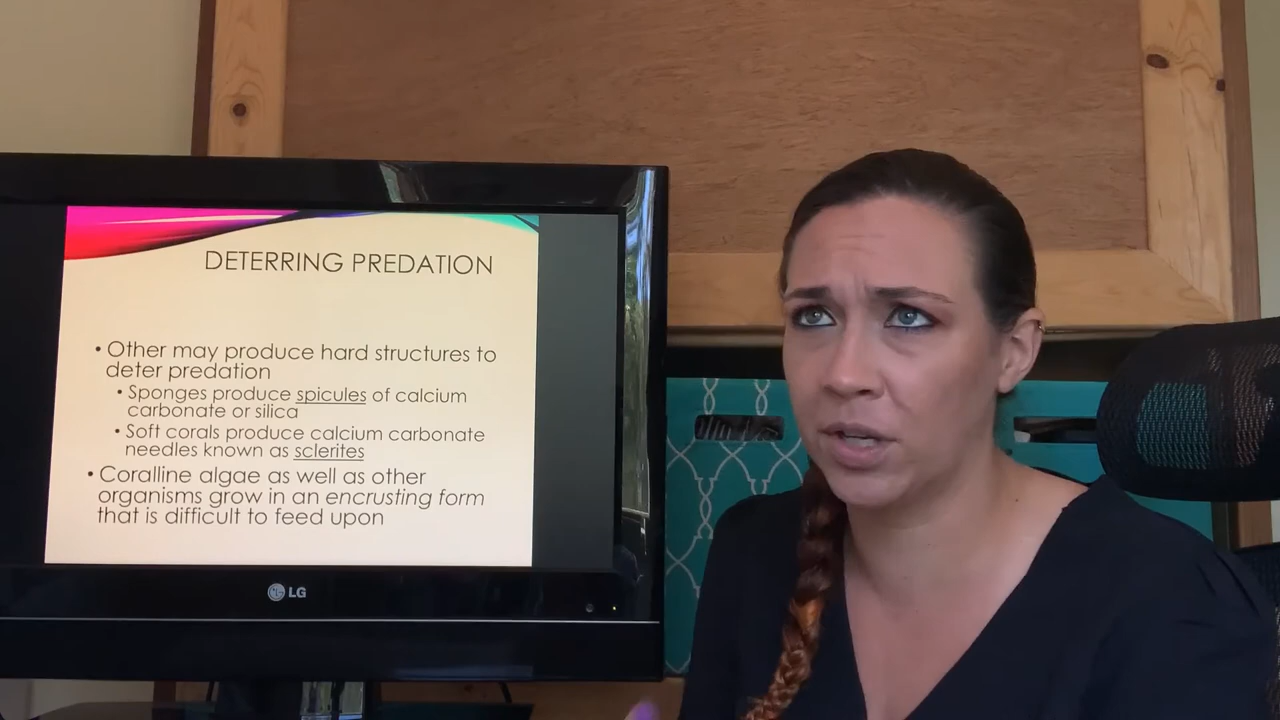 DETERRING PREDATION
• Other may produce hard structures to
deter predation
• Sponges produce spicules of calcium
carbonate or silica
• Soft corals produce calcium carbonate
needles known as sclerites
• Coralline algae as well as other
organisms grow in an encrusting form
that is difficult to feed upon
LG